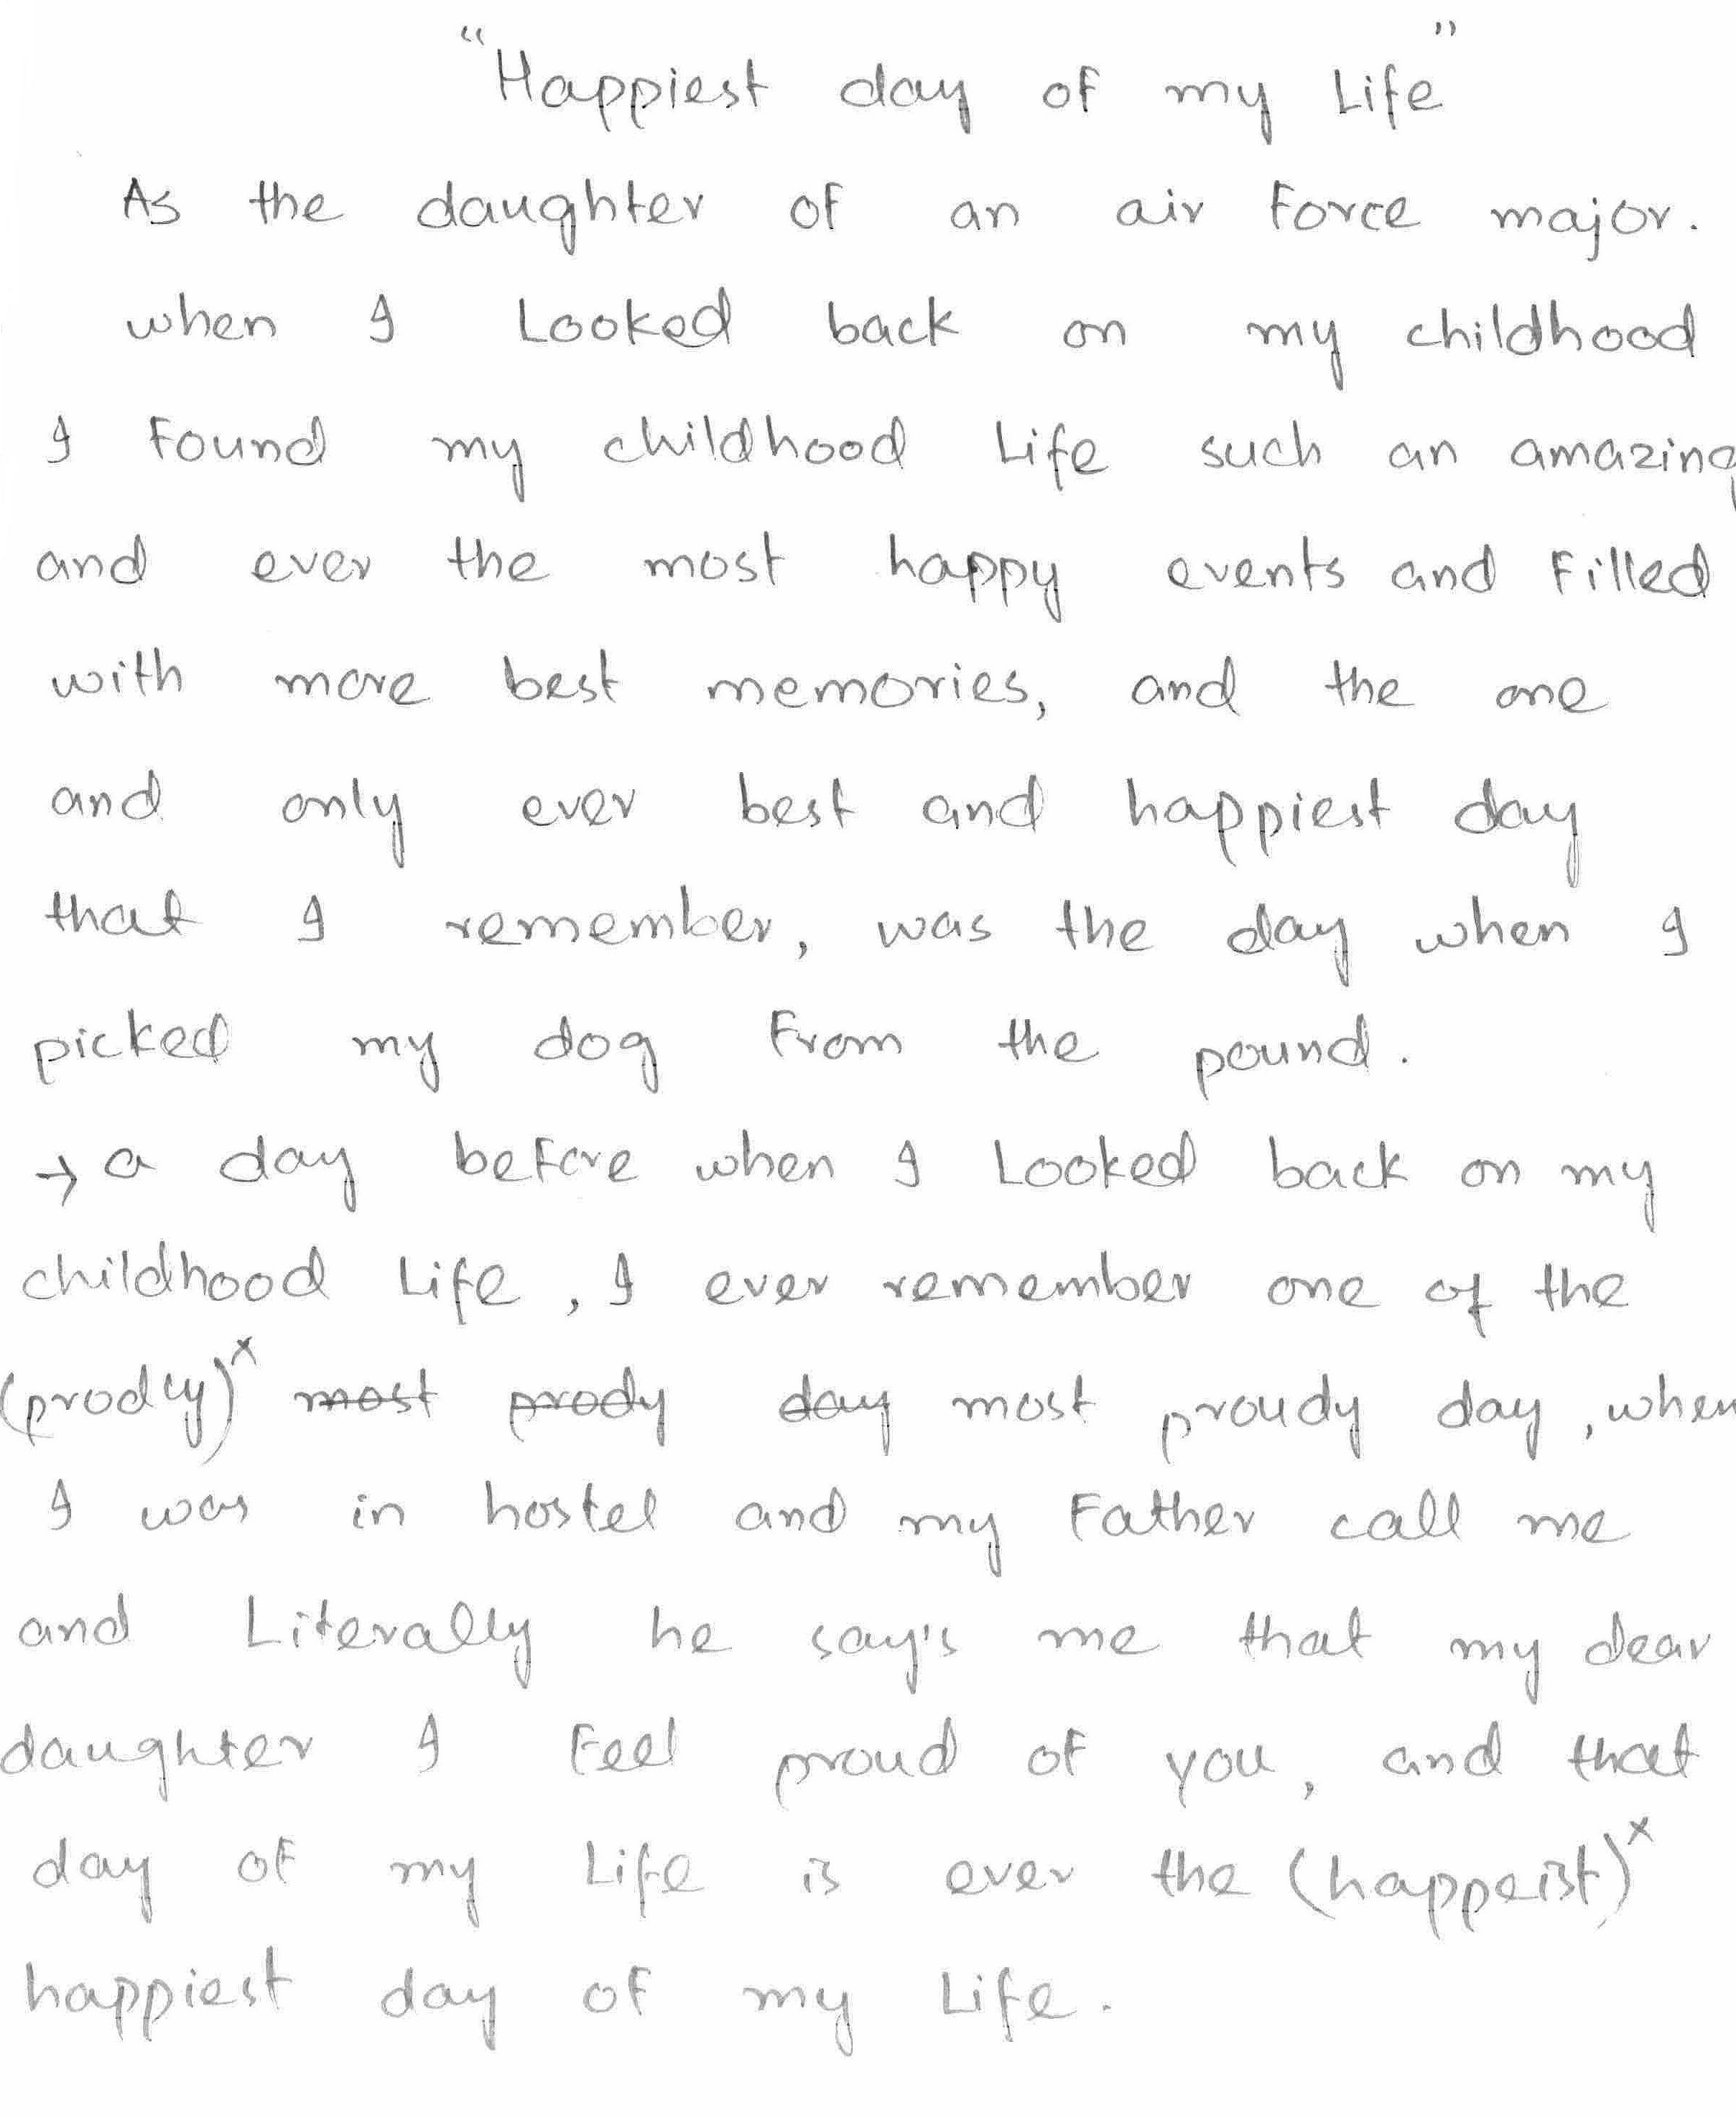 "Happiest day of my Life"
As the daughter of an air Force major.
when I Looked back on my childhood
I Found my childhood Life such an amazing
and ever the most happy events and Filled
with more best memories, and the one
and only ever best and happiest day
that I remember, was the day when I
picked my dog From the pound.
→ a day before when I Looked back on my
childhood Life, I ever remember one of the
(prodly)ˣ most prody day most proudy day, when
I was in hostel and my Father call me
and Literally he say's me that my dear
daughter I Feel proud of you, and that
day of my Life is ever the (happeist)ˣ
happiest day of my Life.